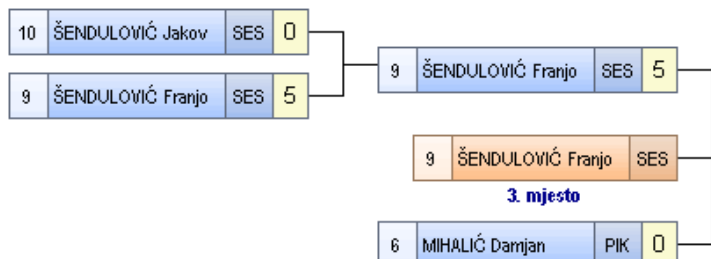 10 ŠENDULOVIĆ Jakov SES 0
9 ŠENDULOVIĆ Franjo SES 5
9 ŠENDULOVIĆ Franjo SES 5
9 ŠENDULOVIĆ Franjo SES
3. mjesto
6 MIHALIĆ Damjan PIK 0